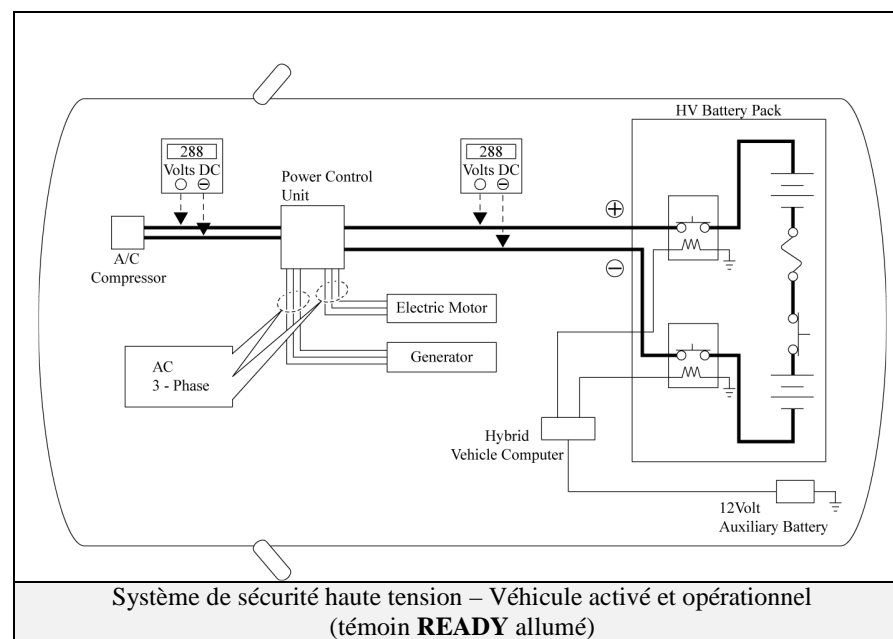 HV Battery Pack
288
Volts DC
288
Volts DC
Power Control
Unit
A/C
Compressor
Electric Motor
Generator
AC
3 - Phase
Hybrid
Vehicle Computer
12Volt
Auxiliary Battery
Système de sécurité haute tension – Véhicule activé et opérationnel
(témoin READY allumé)